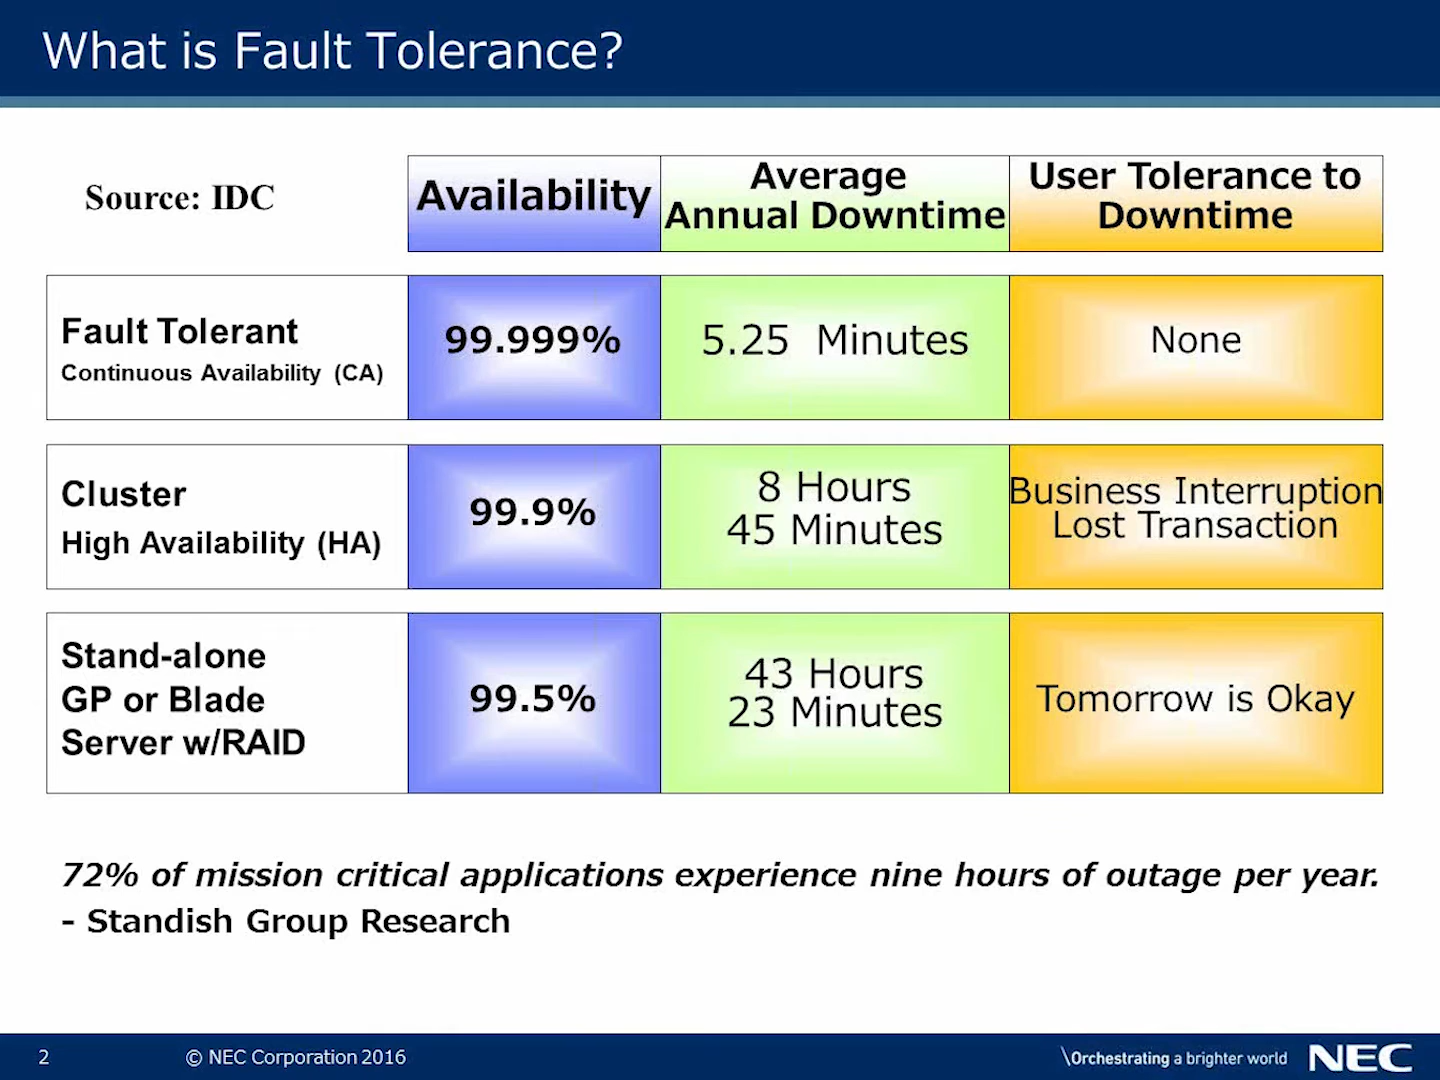 What is Fault Tolerance?
Source: IDC
Availability
Average
Annual Downtime
User Tolerance to
Downtime
Fault Tolerant
Continuous Availability (CA)
99.999%
5.25 Minutes
None
Cluster
High Availability (HA)
99.9%
8 Hours
45 Minutes
Business Interruption
Lost Transaction
Stand-alone
GP or Blade
Server w/RAID
99.5%
43 Hours
23 Minutes
Tomorrow is Okay
72% of mission critical applications experience nine hours of outage per year.
- Standish Group Research
2
© NEC Corporation 2016
\Orchestrating a brighter world
NEC